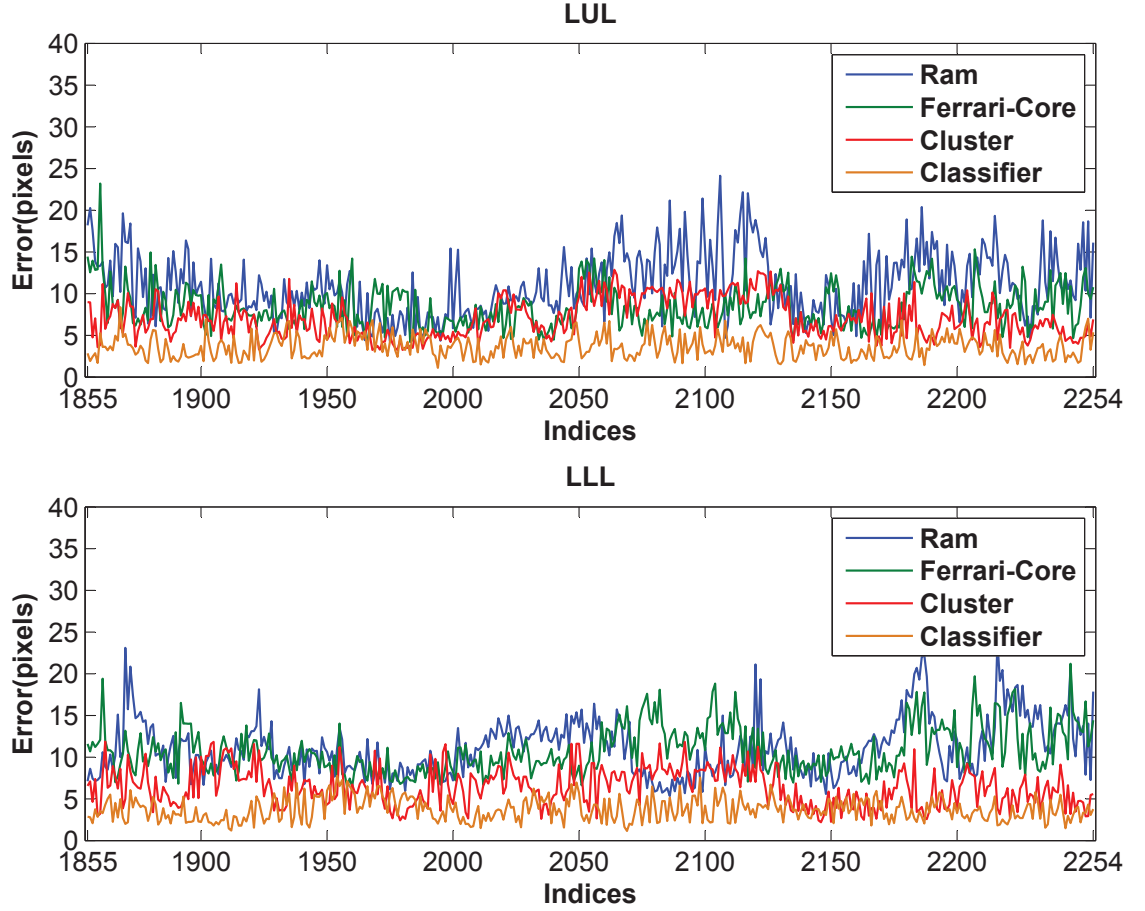 LUL
40
35
30
25
20
15
10
5
0
Error(pixels)
Ram
Ferrari-Core
Cluster
Classifier
1855 1900 1950 2000 2050 2100 2150 2200 2254
Indices
LLL
40
35
30
25
20
15
10
5
0
Error(pixels)
Ram
Ferrari-Core
Cluster
Classifier
1855 1900 1950 2000 2050 2100 2150 2200 2254
Indices